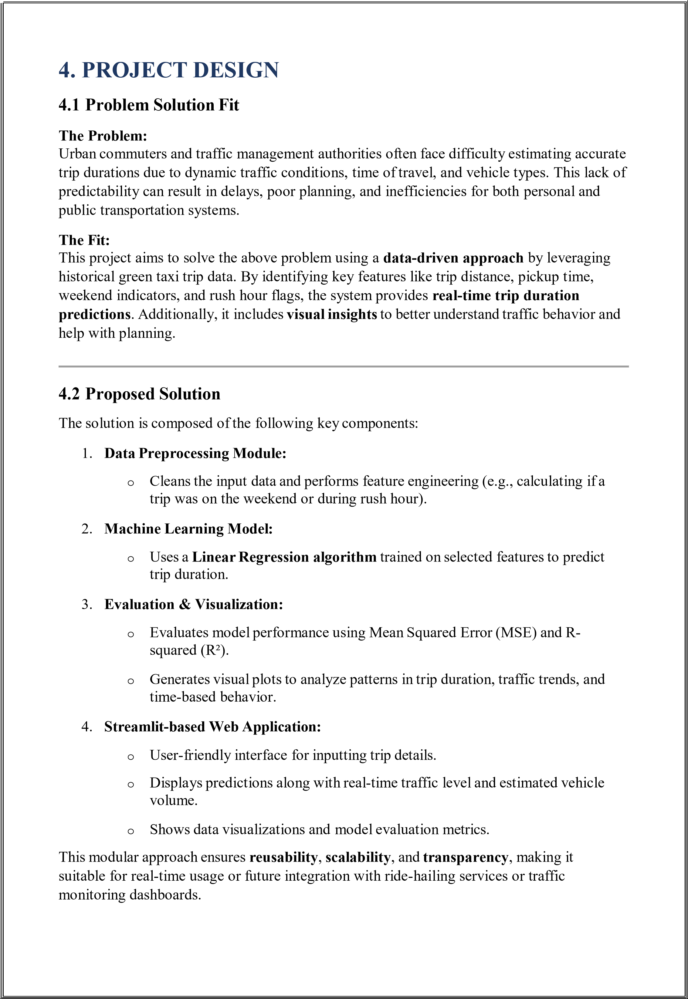 4. PROJECT DESIGN
4.1 Problem Solution Fit
The Problem:
Urban commuters and traffic management authorities often face difficulty estimating accurate
trip durations due to dynamic traffic conditions, time of travel, and vehicle types. This lack of
predictability can result in delays, poor planning, and inefficiencies for both personal and
public transportation systems.
The Fit:
This project aims to solve the above problem using a data-driven approach by leveraging
historical green taxi trip data. By identifying key features like trip distance, pickup time,
weekend indicators, and rush hour flags, the system provides real-time trip duration
predictions. Additionally, it includes visual insights to better understand traffic behavior and
help with planning.
4.2 Proposed Solution
The solution is composed of the following key components:
1. Data Preprocessing Module:
o Cleans the input data and performs feature engineering (e.g., calculating if a
trip was on the weekend or during rush hour).
2. Machine Learning Model:
o Uses a Linear Regression algorithm trained on selected features to predict
trip duration.
3. Evaluation & Visualization:
o Evaluates model performance using Mean Squared Error (MSE) and R-
squared (R²).
o Generates visual plots to analyze patterns in trip duration, traffic trends, and
time-based behavior.
4. Streamlit-based Web Application:
o User-friendly interface for inputting trip details.
o Displays predictions along with real-time traffic level and estimated vehicle
volume.
o Shows data visualizations and model evaluation metrics.
This modular approach ensures reusability, scalability, and transparency, making it
suitable for real-time usage or future integration with ride-hailing services or traffic
monitoring dashboards.